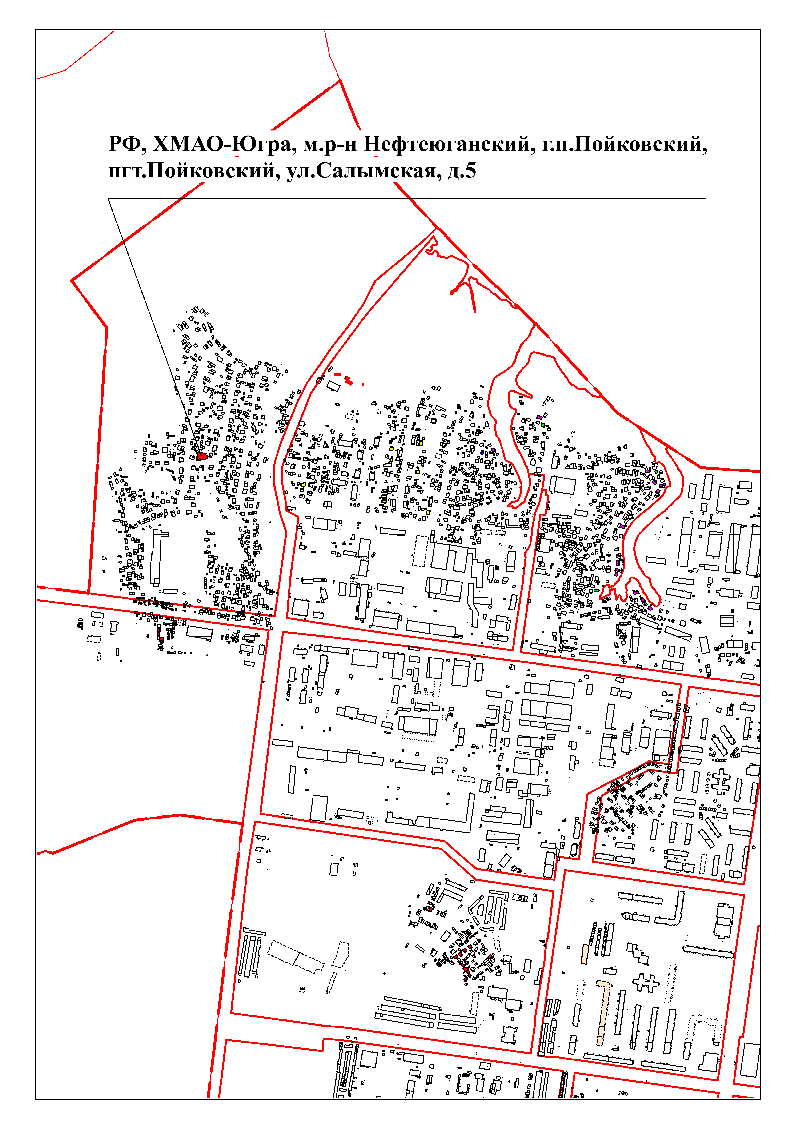 РФ, ХМАО-Югра, м.р-н Нефтеюганский, г.п.Пойковский,
пгт.Пойковский, ул.Салымская, д.5